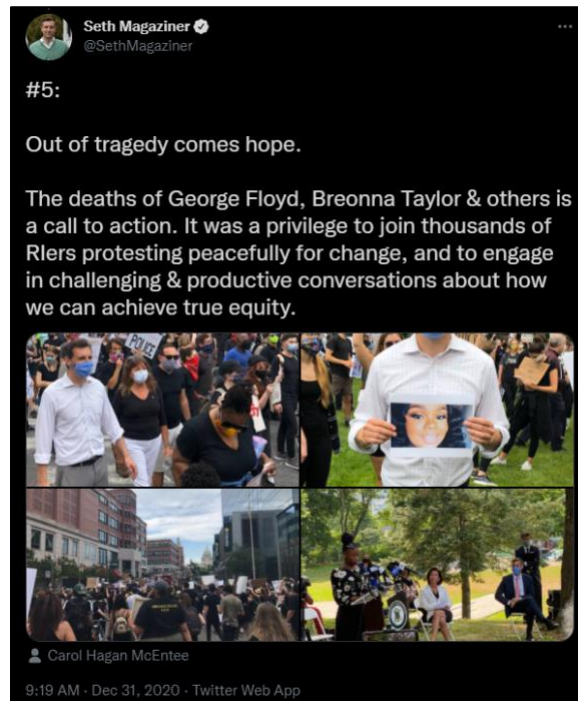 Seth Magaziner
@SethMagaziner
#5:
Out of tragedy comes hope.
The deaths of George Floyd, Breonna Taylor & others is
a call to action. It was a privilege to join thousands of
RIers protesting peacefully for change, and to engage
in challenging & productive conversations about how
we can achieve true equity.
POLICE
Carol Hagan McEntee
9:19 AM · Dec 31, 2020 · Twitter Web App